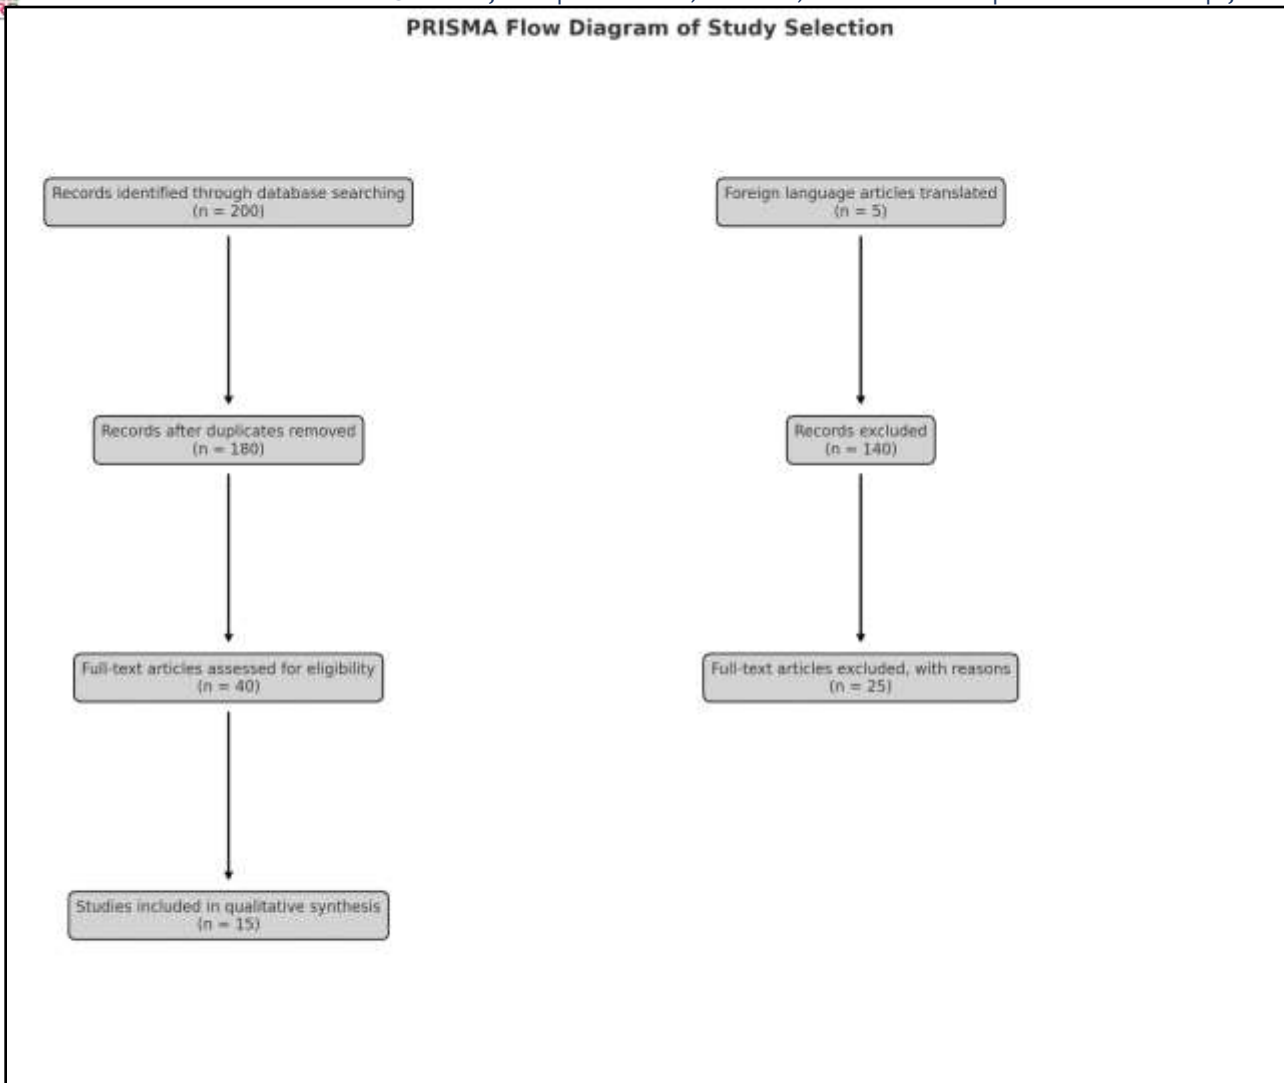 PRISMA Flow Diagram of Study Selection
Records identified through database searching
(n = 200)
Foreign language articles translated
(n = 5)
Records after duplicates removed
(n = 180)
Records excluded
(n = 140)
Full-text articles assessed for eligibility
(n = 40)
Full-text articles excluded, with reasons
(n = 25)
Studies included in qualitative synthesis
(n = 15)